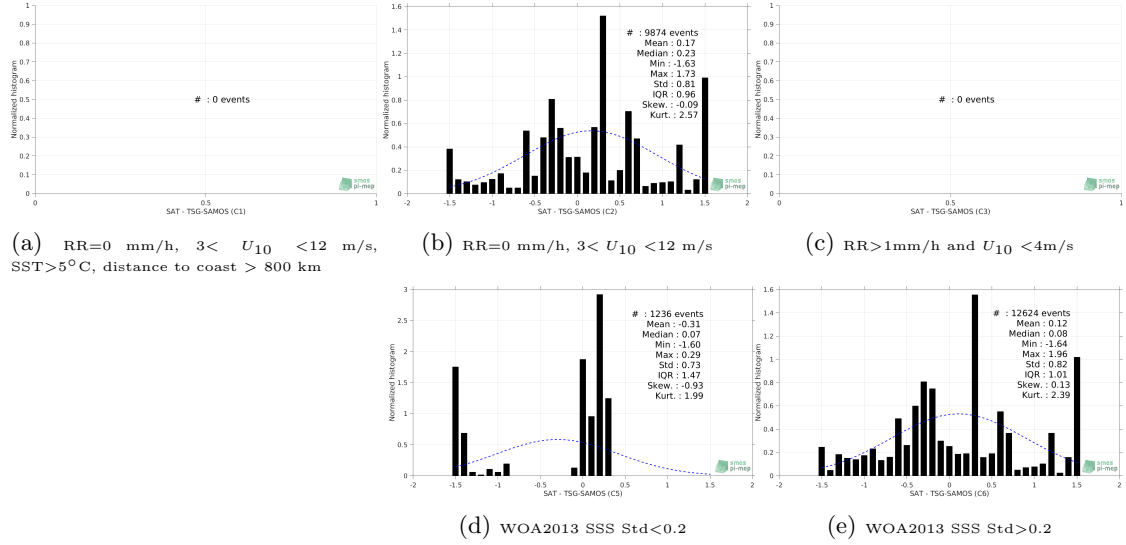 1
0.9
0.8
0.7
0.6
0.5
0.4
0.3
0.2
0.1
0
Normalized histogram
# : 0 events
smos
pi-mep
0 0.5 1
SAT - TSG-SAMOS (C1)
(a) RR=0 mm/h, 3< U10 <12 m/s,
SST>5°C, distance to coast > 800 km
1.6
1.4
1.2
1
0.8
0.6
0.4
0.2
0
Normalized histogram
# : 9874 events
Mean : 0.17
Median : 0.23
Min : -1.63
Max : 1.73
Std : 0.81
IQR : 0.96
Skew. : -0.09
Kurt. : 2.57
smos
pi-mep
-2 -1.5 -1 -0.5 0 0.5 1 1.5 2
SAT - TSG-SAMOS (C2)
(b) RR=0 mm/h, 3< U10 <12 m/s
1
0.9
0.8
0.7
0.6
0.5
0.4
0.3
0.2
0.1
0
Normalized histogram
# : 0 events
smos
pi-mep
0 0.5 1
SAT - TSG-SAMOS (C3)
(c) RR>1mm/h and U10 <4m/s
3
2.5
2
1.5
1
0.5
0
Normalized histogram
# : 1236 events
Mean : -0.31
Median : 0.07
Min : -1.60
Max : 0.29
Std : 0.73
IQR : 1.47
Skew. : -0.93
Kurt. : 1.99
smos
pi-mep
-2 -1.5 -1 -0.5 0 0.5 1 1.5 2
SAT - TSG-SAMOS (C5)
(d) WOA2013 SSS Std<0.2
1.6
1.4
1.2
1
0.8
0.6
0.4
0.2
0
Normalized histogram
# : 12624 events
Mean : 0.12
Median : 0.08
Min : -1.64
Max : 1.96
Std : 0.82
IQR : 1.01
Skew. : 0.13
Kurt. : 2.39
smos
pi-mep
-2 -1.5 -1 -0.5 0 0.5 1 1.5 2
SAT - TSG-SAMOS (C6)
(e) WOA2013 SSS Std>0.2